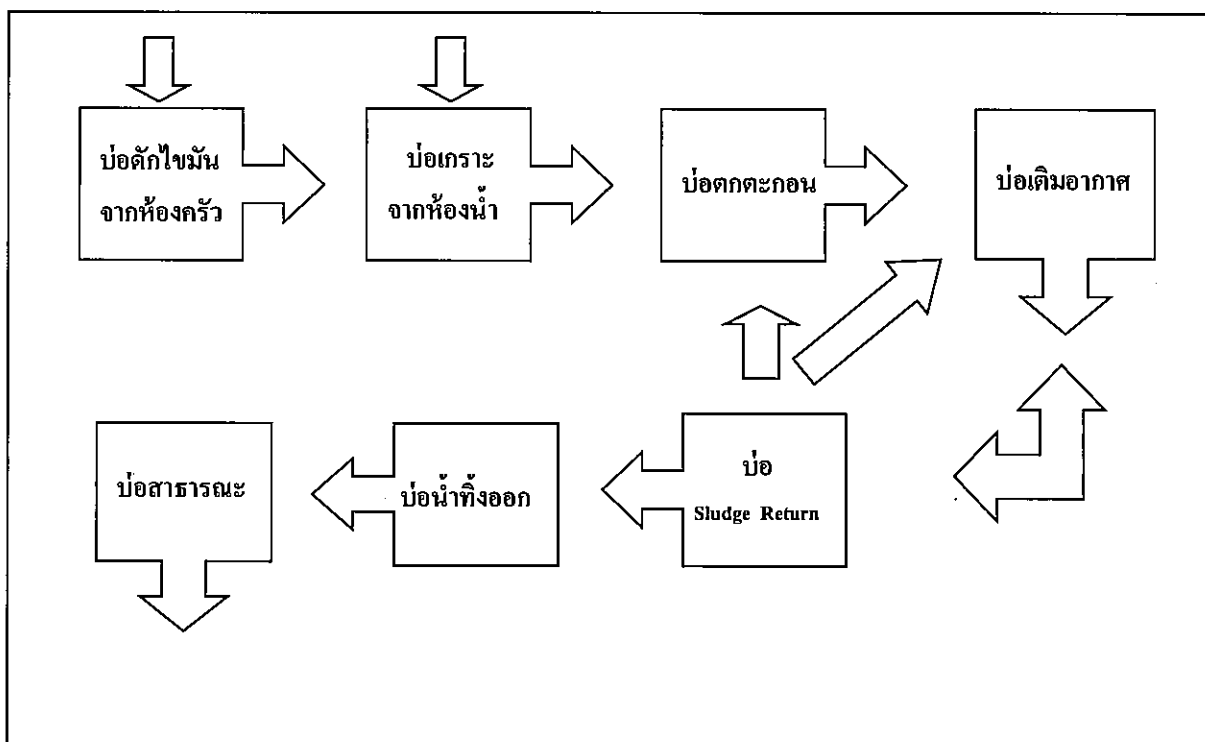 บ่อดักไขมัน
จากห้องครัว
บ่อเกราะ
จากห้องน้ำ
บ่อตกตะกอน
บ่อเติมอากาศ
บ่อสาธารณะ
บ่อน้ำทิ้งออก
บ่อ
Sludge Return